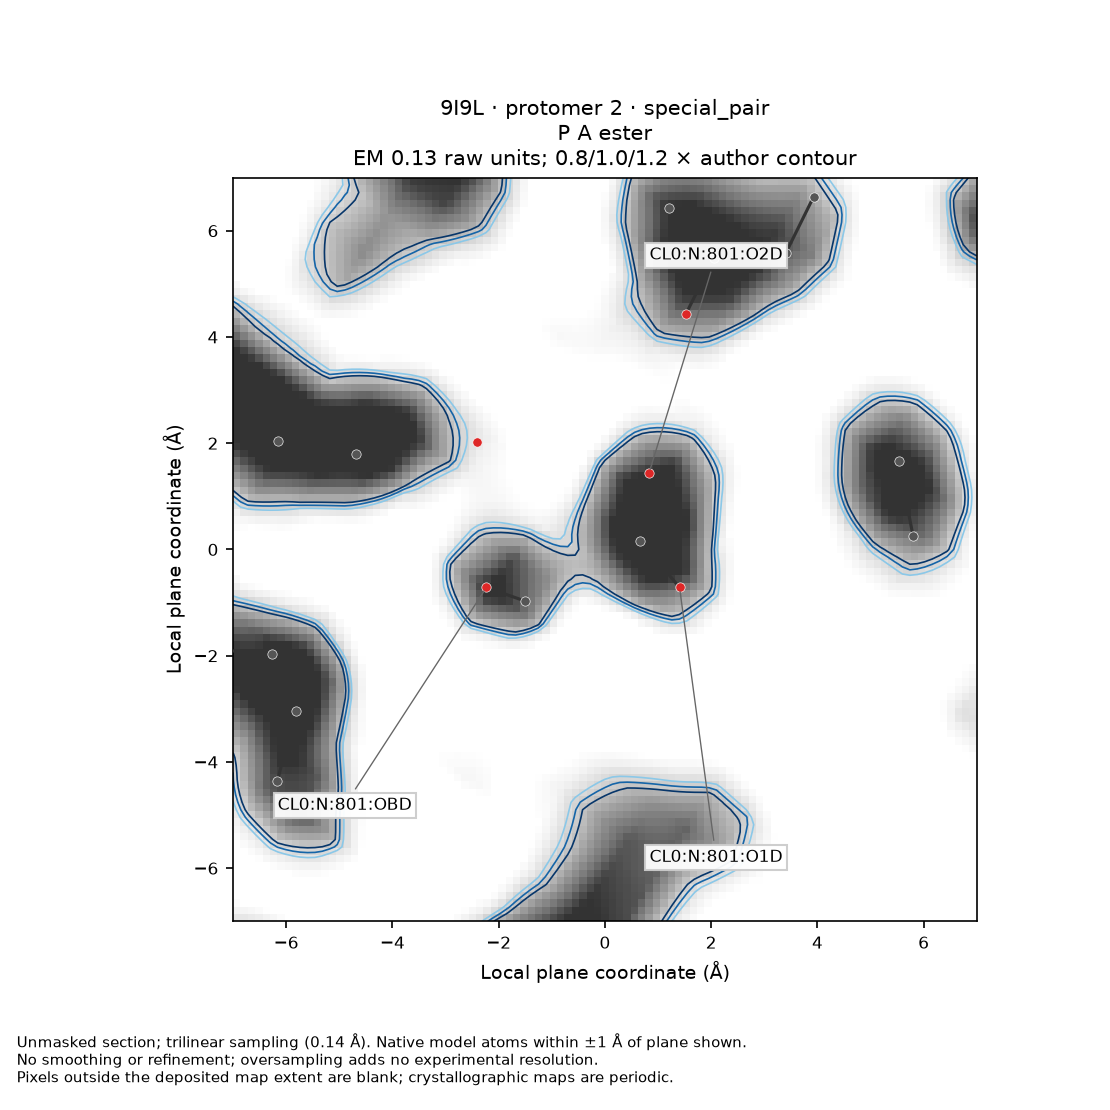 9I9L · protomer 2 · special_pair
P A ester
EM 0.13 raw units; 0.8/1.0/1.2 × author contour
CL0:N:801:O2D
CL0:N:801:OBD
CL0:N:801:O1D
6
4
2
0
−2
−4
−6
Local plane coordinate (Å)
−6 −4 −2 0 2 4 6
Local plane coordinate (Å)
Unmasked section; trilinear sampling (0.14 Å). Native model atoms within ±1 Å of plane shown.
No smoothing or refinement; oversampling adds no experimental resolution.
Pixels outside the deposited map extent are blank; crystallographic maps are periodic.